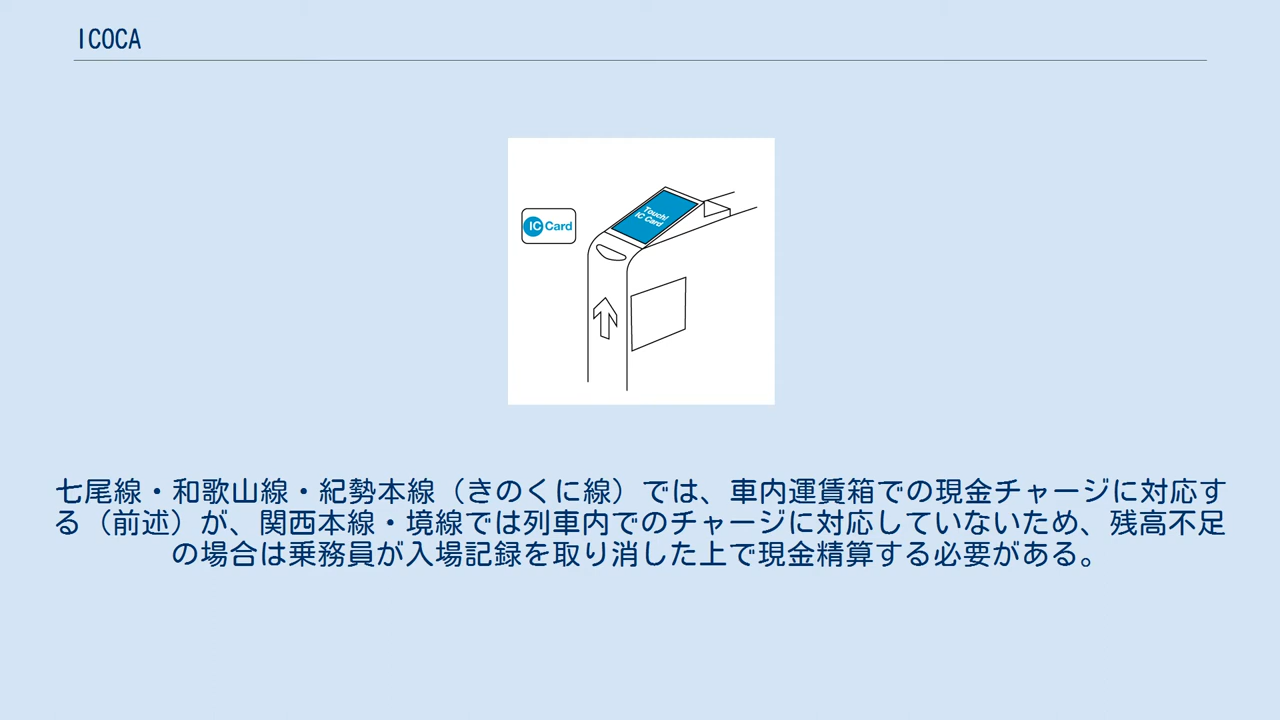 ICOCA
Touch!
IC Card
IC Card
七尾線・和歌山線・紀勢本線（きのくに線）では、車内運賃箱での現金チャージに対応す
る（前述）が、関西本線・境線では列車内でのチャージに対応していないため、残高不足
の場合は乗務員が入場記録を取り消した上で現金精算する必要がある。